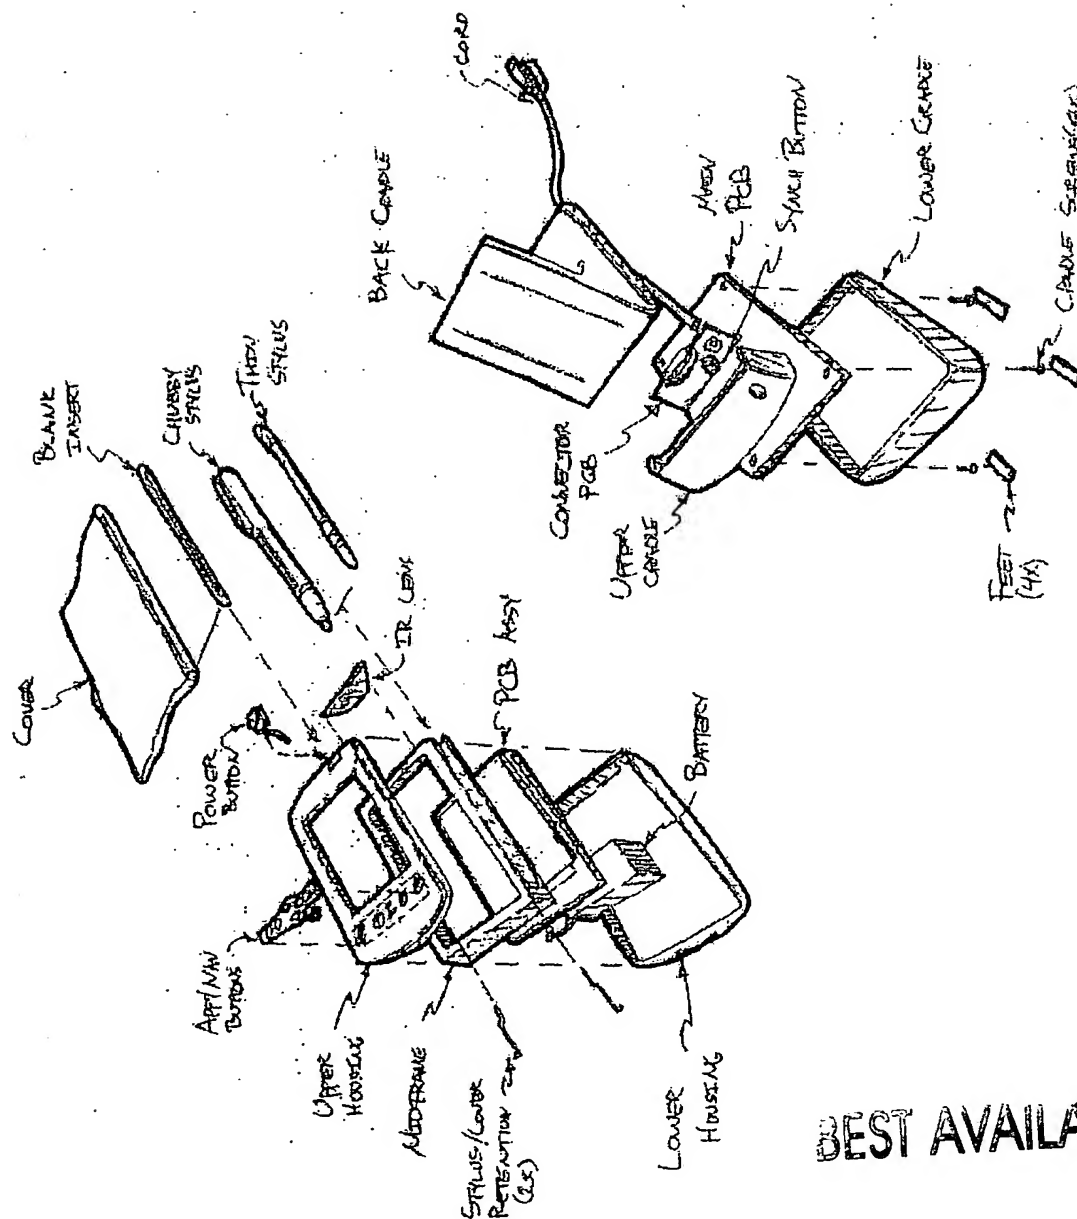 COVER
BLANK
INSERT
CHUBBY
STYLUS
THIN
STYLUS
POWER
BUTTON
IR LENS
APP/NAV
BUTTONS
UPPER
HOUSING
MIDFRAME
STYLUS/COVER
RETENTION
(2X)
PCB ASSY
BATTERY
LOWER
HOUSING
CORD
BACK CRADLE
MAIN
PCB
SYNCH BUTTON
CONNECTOR
PCB
UPPER
CRADLE
LOWER CRADLE
CRADLE
FEET
(4X)
BEST AVAILA